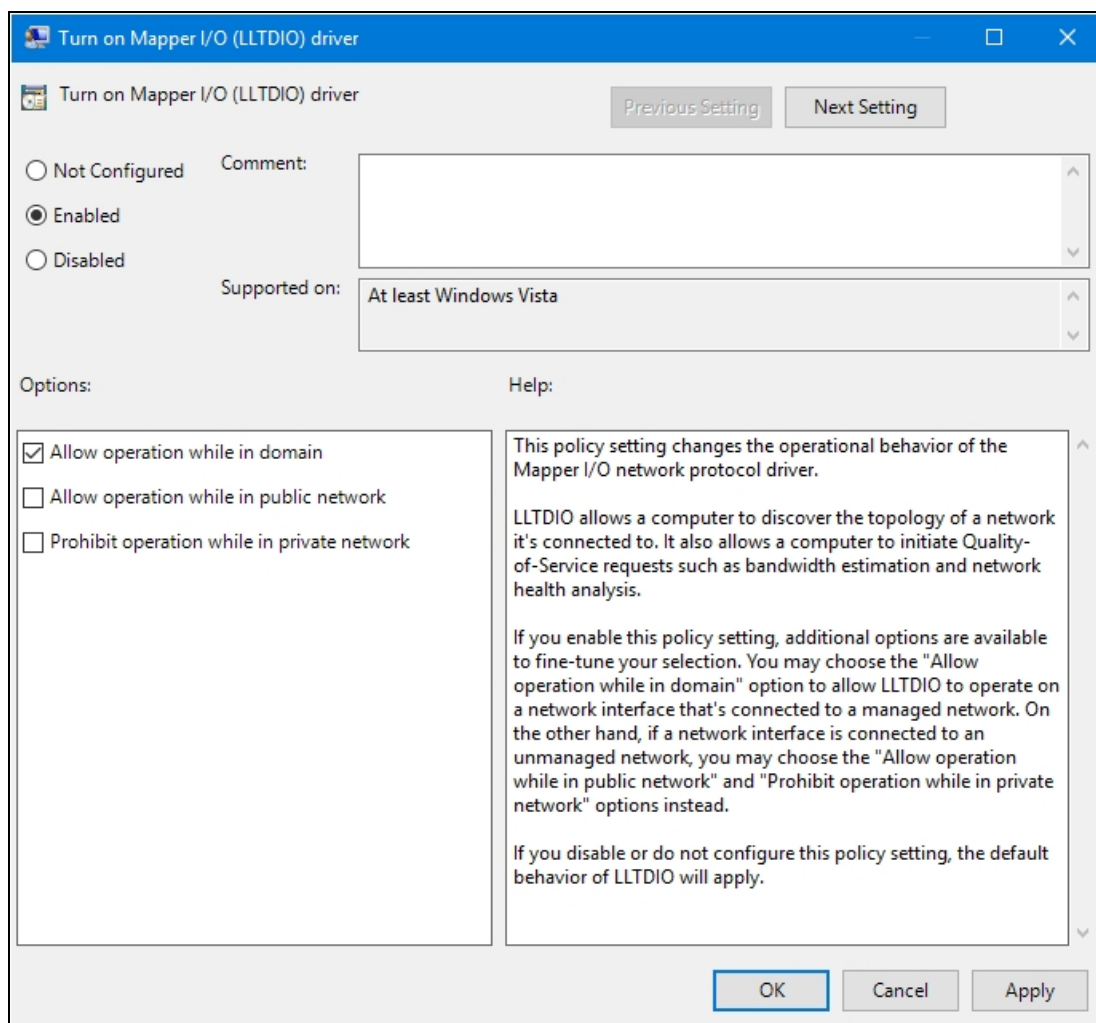 Turn on Mapper I/O (LLTDIO) driver
Turn on Mapper I/O (LLTDIO) driver
Previous Setting
Next Setting
Not Configured
Comment:
Enabled
Disabled
Supported on:
At least Windows Vista
Options:
Help:
Allow operation while in domain
Allow operation while in public network
Prohibit operation while in private network
This policy setting changes the operational behavior of the
Mapper I/O network protocol driver.
LLTDIO allows a computer to discover the topology of a network
it's connected to. It also allows a computer to initiate Quality-
of-Service requests such as bandwidth estimation and network
health analysis.
If you enable this policy setting, additional options are available
to fine-tune your selection. You may choose the "Allow
operation while in domain" option to allow LLTDIO to operate on
a network interface that's connected to a managed network. On
the other hand, if a network interface is connected to an
unmanaged network, you may choose the "Allow operation
while in public network" and "Prohibit operation while in private
network" options instead.
If you disable or do not configure this policy setting, the default
behavior of LLTDIO will apply.
OK
Cancel
Apply